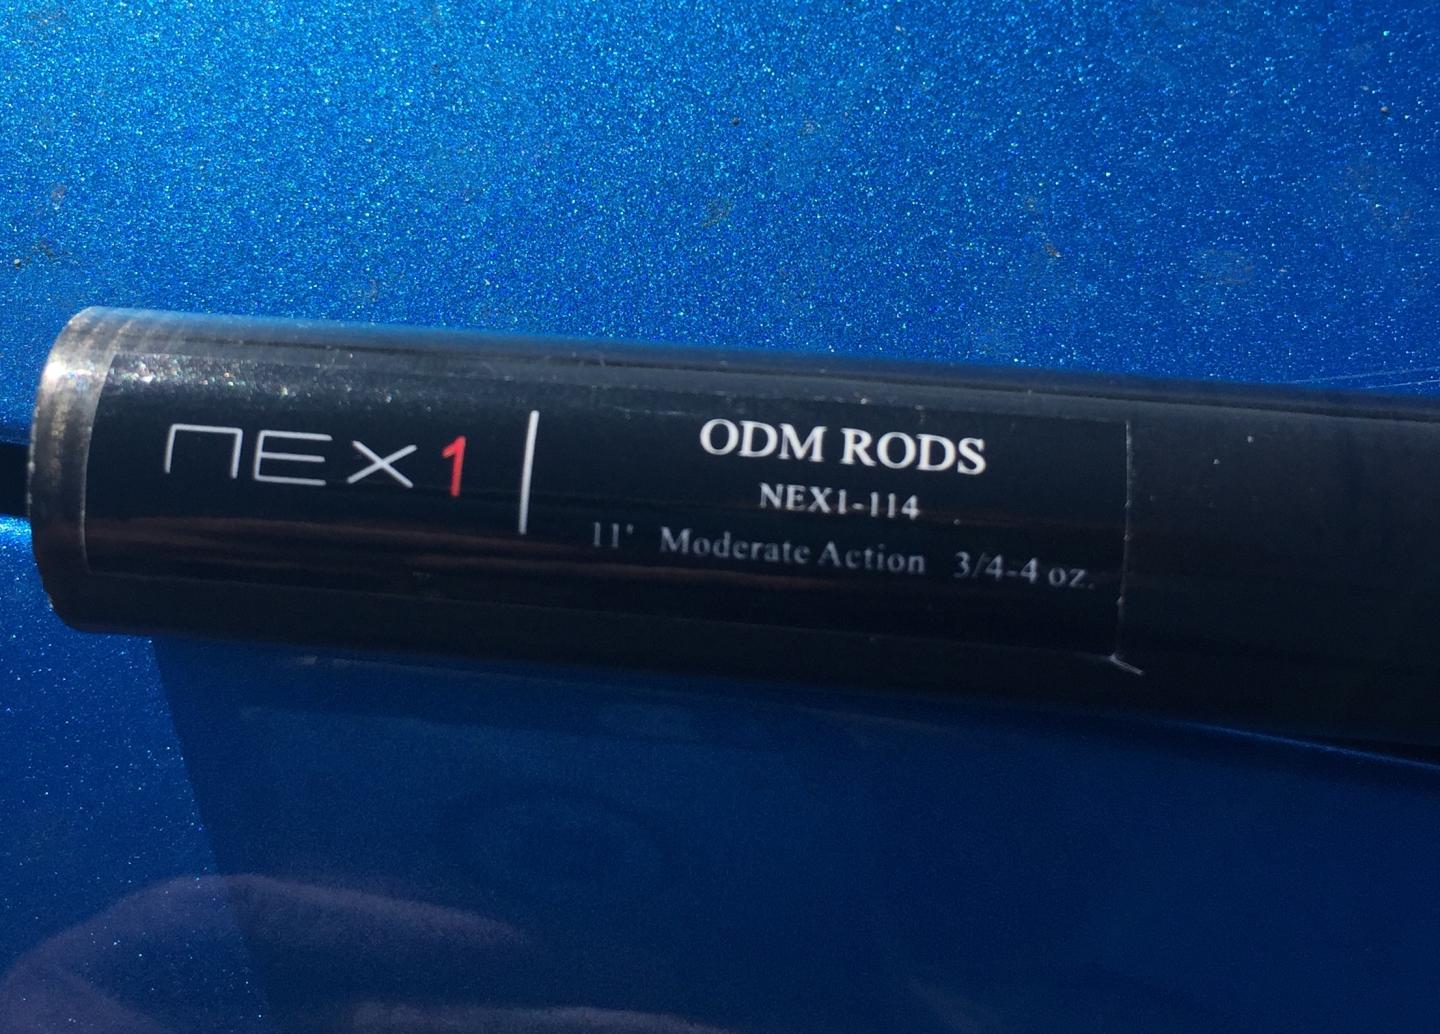 NEX1
ODM RODS
NEX1-114
11' Moderate Action 3/4-4 oz.